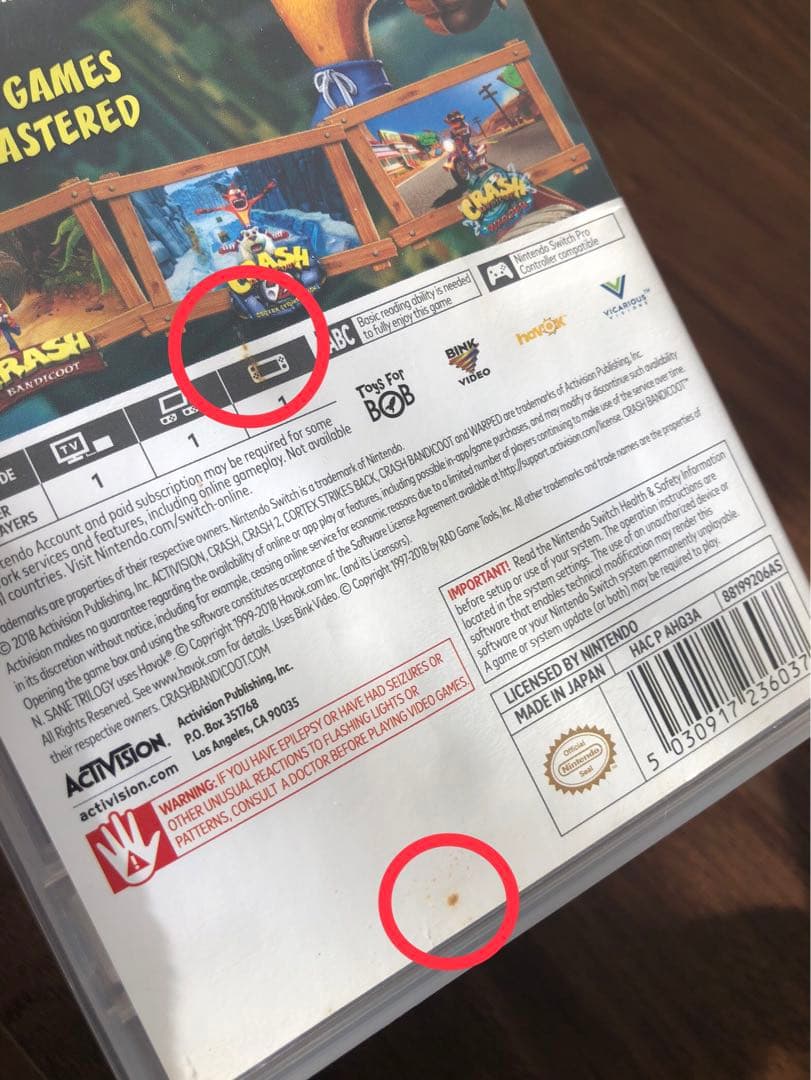 GAMES
ASTERED
CRASH
BANDICOOT
CRASH
CRASH
ABC
Basic reading ability is needed
to fully enjoy this game
Nintendo Switch Pro
Controller compatible
TV
1
1
1
AYERS
Toys For
BOB
BINK
VIDEO
havok
VICARIOUS
VISIONS
tendo Account and paid subscription may be required for some
ork services and features, including online gameplay. Not available
l countries. Visit Nintendo.com/switch-online.
ademarks are properties of their respective owners. Nintendo Switch is a trademark of Nintendo.
© 2018 Activision Publishing, Inc. ACTIVISION, CRASH, CRASH 2, CORTEX STRIKES BACK, CRASH BANDICOOT and WARPED are trademarks of Activision Publishing, Inc.
Activision makes no guarantee regarding the availability of online or app play or features, including possible in-app/game purchases, and may modify or discontinue such availability
in its discretion without notice, including for example, ceasing online service for economic reasons due to a limited number of players continuing to make use of the service over time.
Opening the game box and using the software constitutes acceptance of the Software License Agreement available at http://support.activision.com/license. CRASH BANDICOOT™
N. SANE TRILOGY uses Havok®. © Copyright 1999-2018 Havok.com Inc. (and its Licensors).
All Rights Reserved. See www.havok.com for details. Uses Bink Video. © Copyright 1997-2018 by RAD Game Tools, Inc. All other trademarks and trade names are the properties of
their respective owners. CRASHBANDICOOT.COM
ACTIVISION.
activision.com
Activision Publishing, Inc.
P.O. Box 351768
Los Angeles, CA 90035
WARNING: IF YOU HAVE EPILEPSY OR HAVE HAD SEIZURES OR
OTHER UNUSUAL REACTIONS TO FLASHING LIGHTS OR
PATTERNS, CONSULT A DOCTOR BEFORE PLAYING VIDEO GAMES.
IMPORTANT! Read the Nintendo Switch Health & Safety Information
before setup or use of your system. The operation instructions are
located in the system settings. The use of an unauthorized device or
software that enables technical modification may render this
software or your Nintendo Switch system permanently unplayable.
A game or system update (or both) may be required to play.
LICENSED BY NINTENDO
MADE IN JAPAN
HAC P AHQ3A
88199206AS
Official
Nintendo
Seal
5 030917 236037